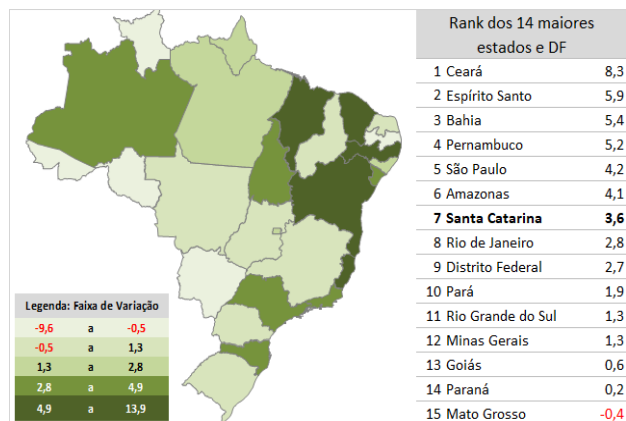 Rank dos 14 maiores
estados e DF
1 Ceará 8,3
2 Espírito Santo 5,9
3 Bahia 5,4
4 Pernambuco 5,2
5 São Paulo 4,2
6 Amazonas 4,1
7 Santa Catarina 3,6
8 Rio de Janeiro 2,8
9 Distrito Federal 2,7
10 Pará 1,9
11 Rio Grande do Sul 1,3
12 Minas Gerais 1,3
13 Goiás 0,6
14 Paraná 0,2
15 Mato Grosso -0,4
Legenda: Faixa de Variação
-9,6 a -0,5
-0,5 a 1,3
1,3 a 2,8
2,8 a 4,9
4,9 a 13,9